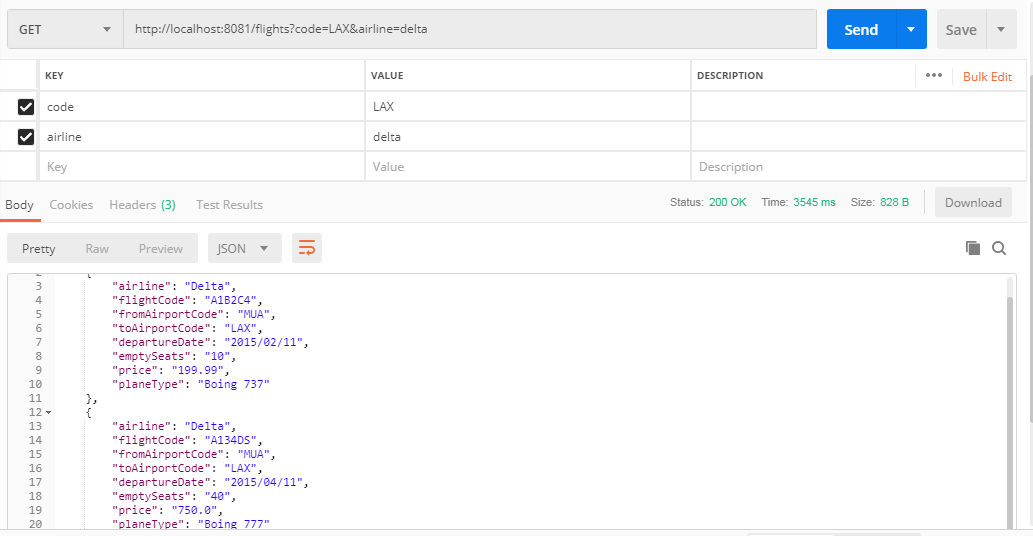 GET http://localhost:8081/flights?code=LAX&airline=delta Send Save
KEY VALUE DESCRIPTION ••• Bulk Edit
code LAX
airline delta
Key Value Description
Body Cookies Headers (3) Test Results Status: 200 OK Time: 3545 ms Size: 828 B Download
Pretty Raw Preview JSON
2 {
3 "airline": "Delta",
4 "flightCode": "A1B2C4",
5 "fromAirportCode": "MUA",
6 "toAirportCode": "LAX",
7 "departureDate": "2015/02/11",
8 "emptySeats": "10",
9 "price": "199.99",
10 "planeType": "Boing 737"
11 },
12 {
13 "airline": "Delta",
14 "flightCode": "A134DS",
15 "fromAirportCode": "MUA",
16 "toAirportCode": "LAX",
17 "departureDate": "2015/04/11",
18 "emptySeats": "40",
19 "price": "750.0",
20 "planeType": "Boing 777"